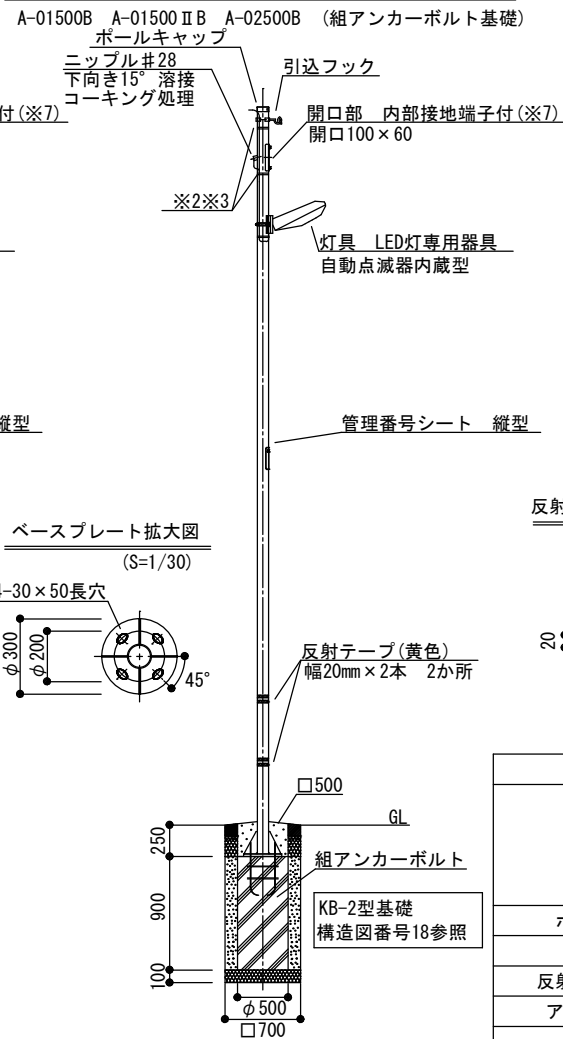 A-01500B A-01500ⅡB A-02500B (組アンカーボルト基礎)
ポールキャップ
ニップル＃28
下向き15° 溶接
コーキング処理
引込フック
付(※7)
開口部 内部接地端子付(※7)
開口100×60
※2※3
灯具 LED灯専用器具
自動点滅器内蔵型
縦型
管理番号シート 縦型
ベースプレート拡大図
(S=1/30)
反射
4-30×50長穴
φ300
φ200
45°
20
反射テープ(黄色)
幅20mm×2本 2か所
□500
GL
250
組アンカーボルト
900
KB-2型基礎
構造図番号18参照
100
φ500
□700
反射
ア